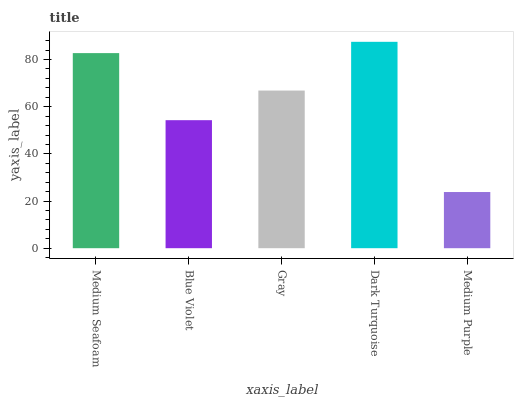 title
yaxis_label
80
60
40
20
0
Medium Seafoam
Blue Violet
Gray
Dark Turquoise
Medium Purple
xaxis_label